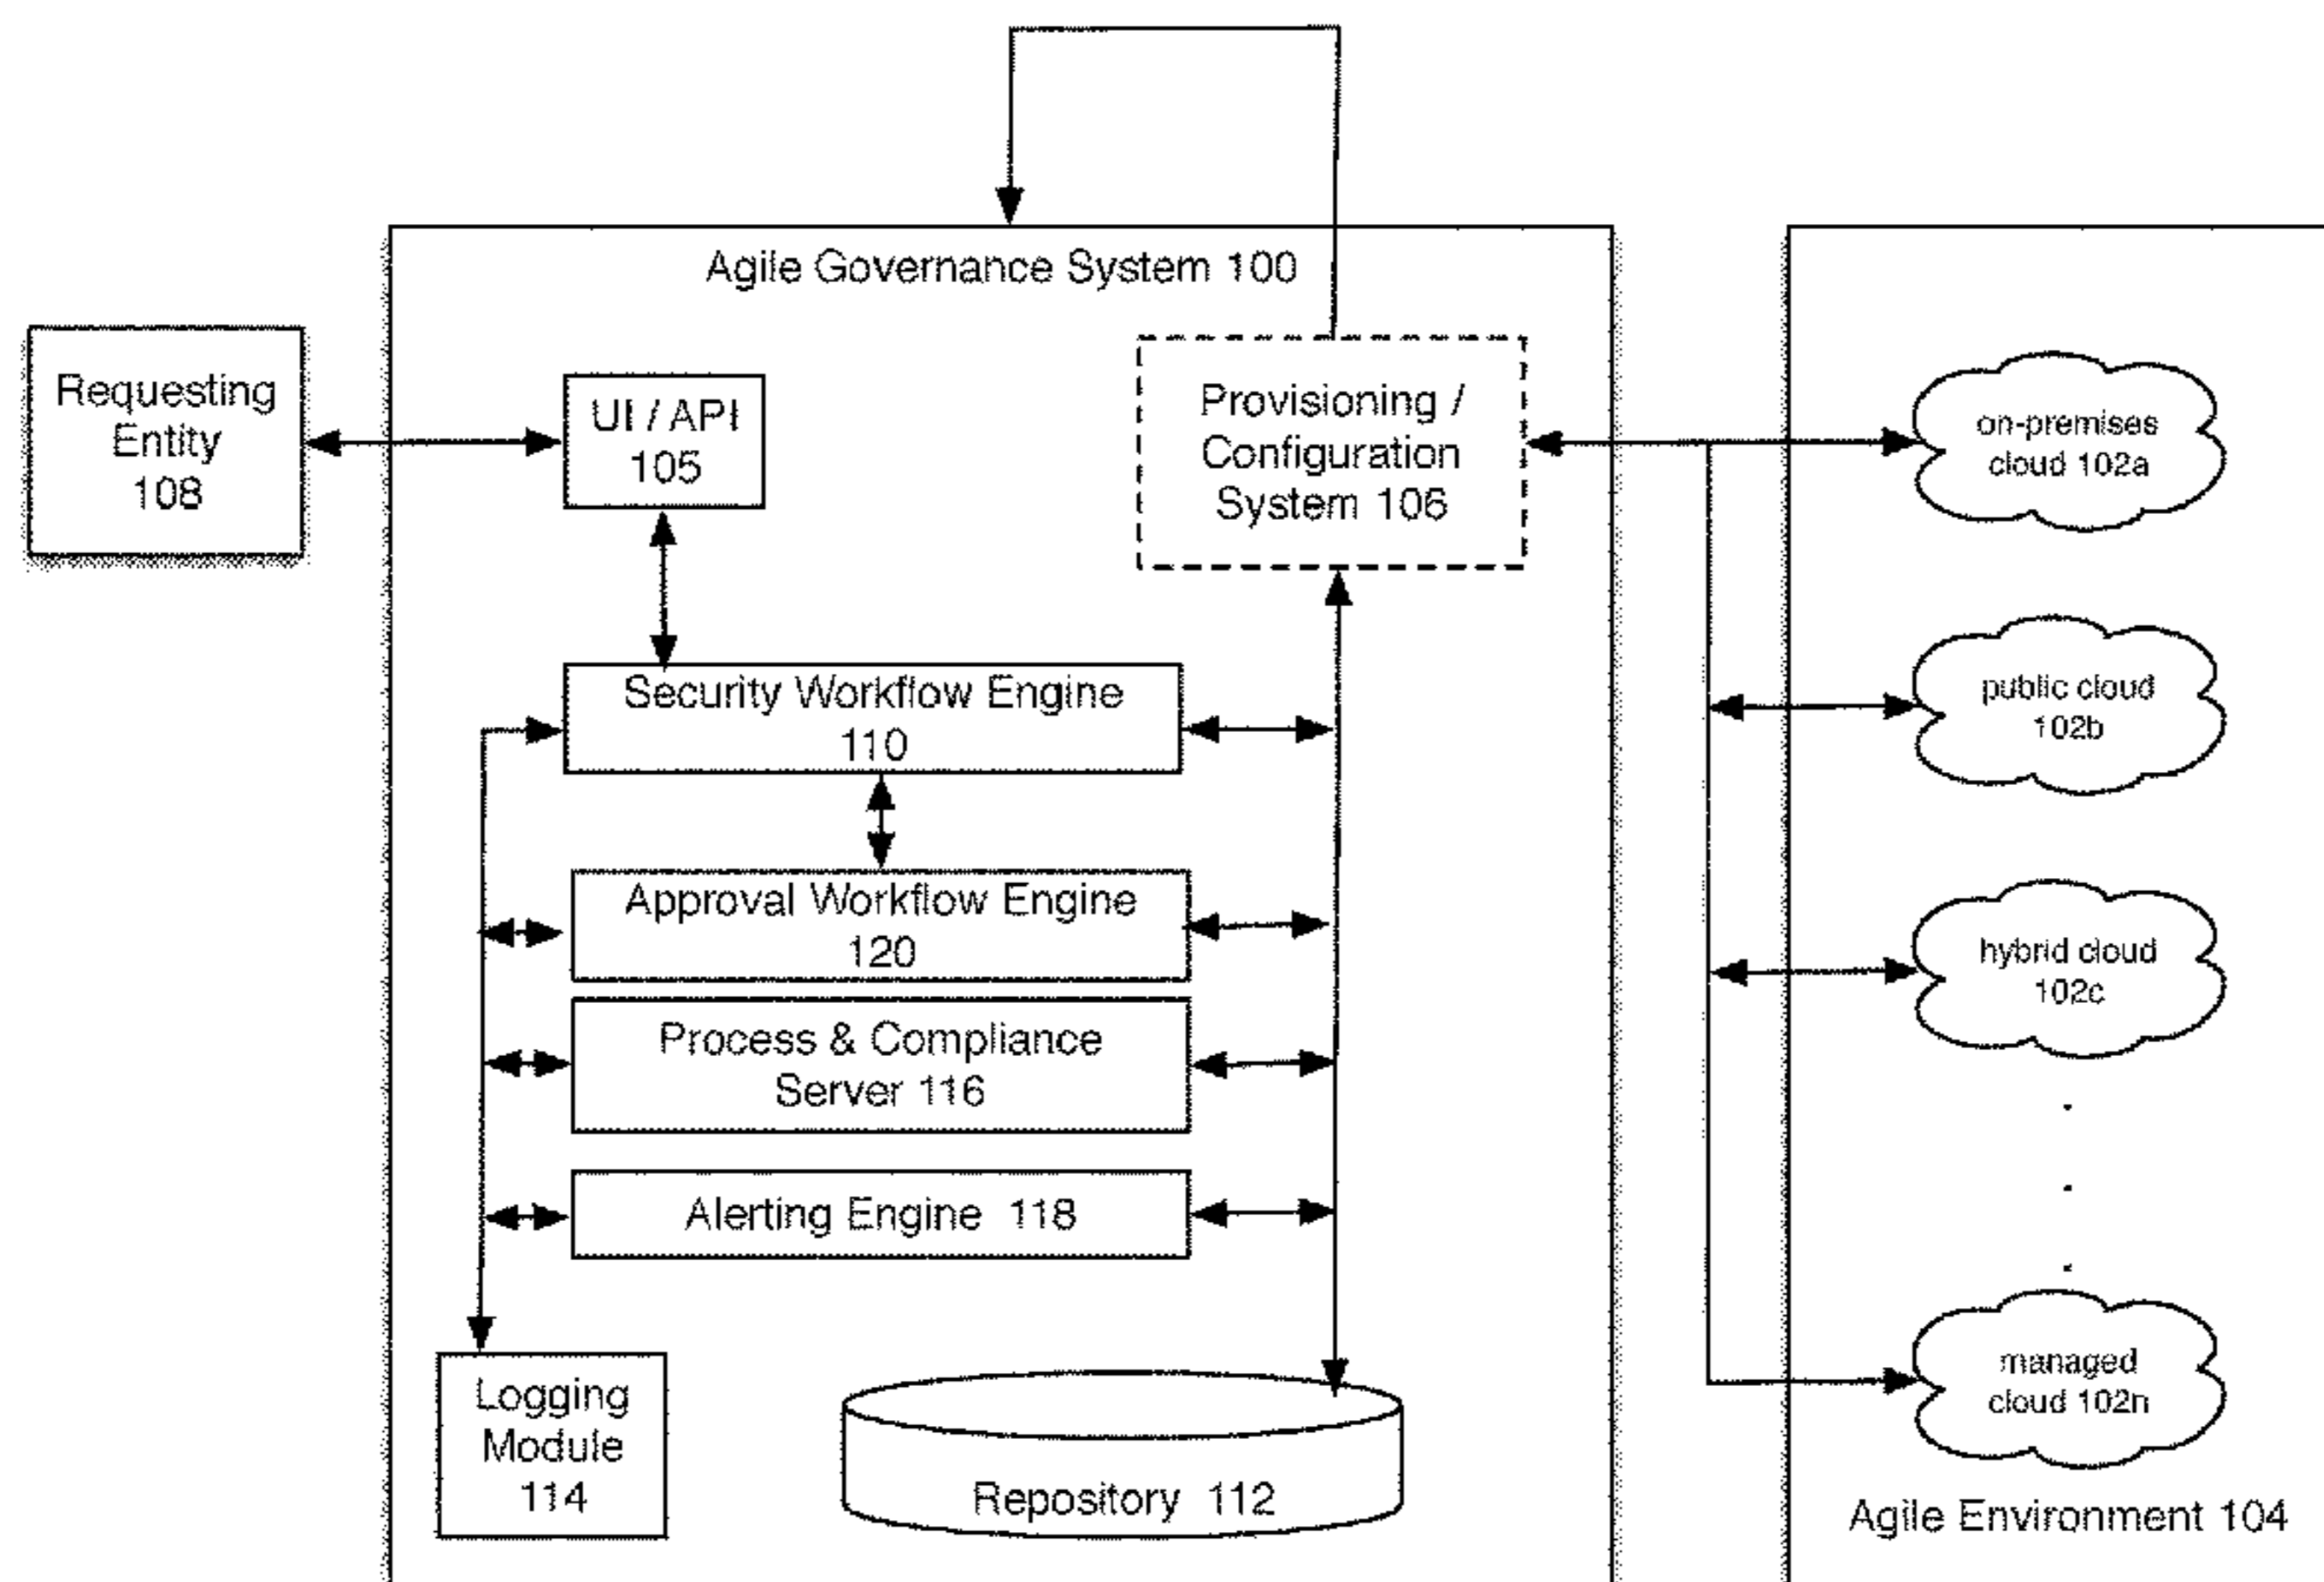 Agile Governance System 100
Requesting
Entity
108
UI / API
105
Provisioning /
Configuration
System 106
Security Workflow Engine
110
Approval Workflow Engine
120
Process & Compliance
Server 116
Alerting Engine 118
Logging
Module
114
Repository 112
on-premises
cloud 102a
public cloud
102b
hybrid cloud
102c
managed
cloud 102n
Agile Environment 104